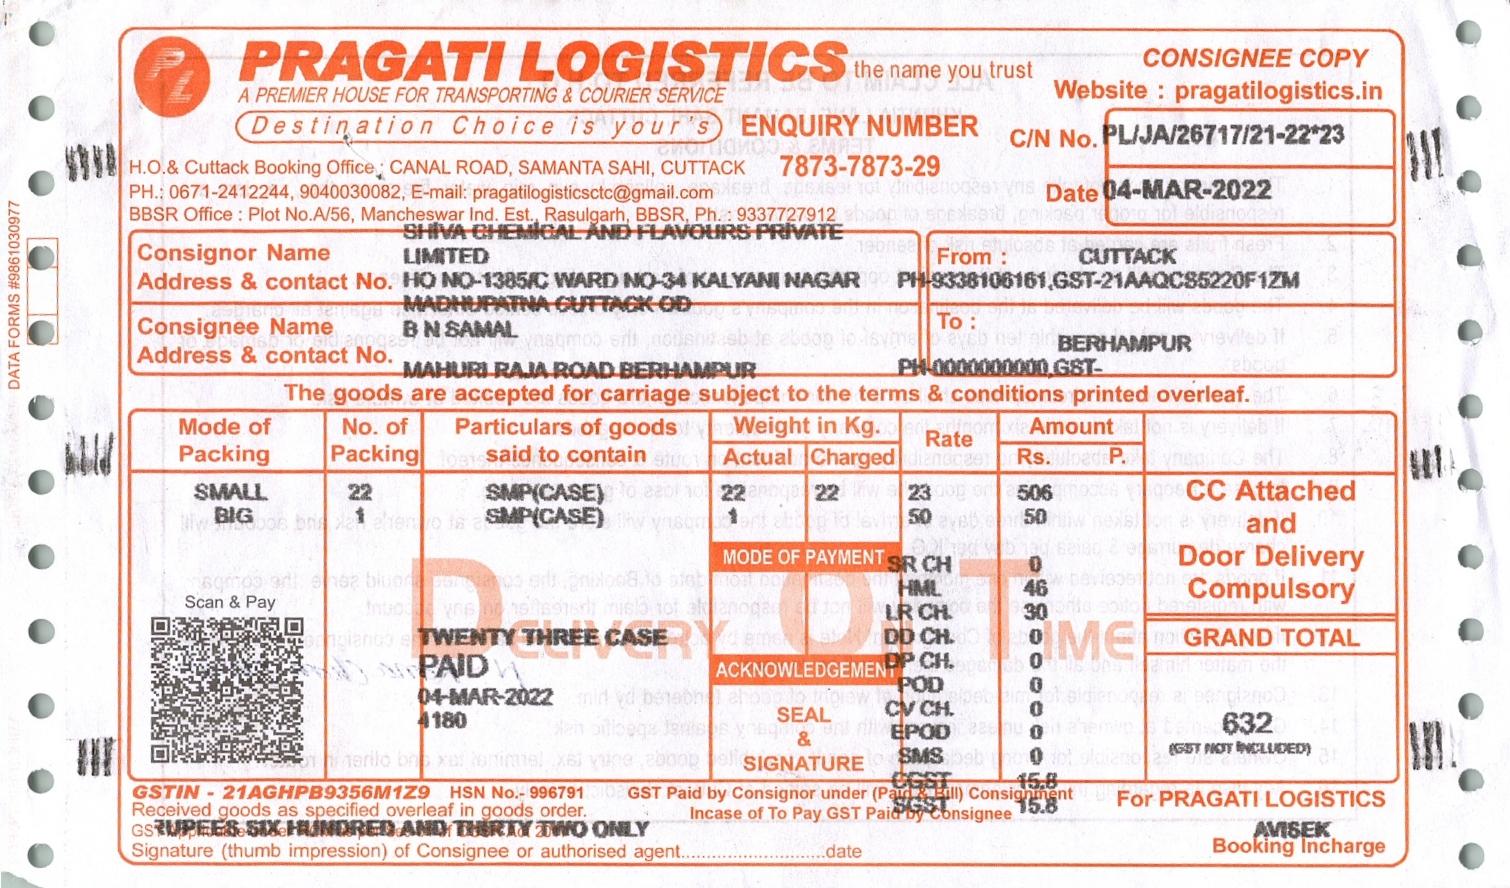 PL
PRAGATI LOGISTICS the name you trust
A PREMIER HOUSE FOR TRANSPORTING & COURIER SERVICE
Destination Choice is your's
CONSIGNEE COPY
Website : pragatilogistics.in
ENQUIRY NUMBER
7873-7873-29
C/N No. PL/JA/26717/21-22*23
Date 04-MAR-2022
H.O.& Cuttack Booking Office : CANAL ROAD, SAMANTA SAHI, CUTTACK
PH.: 0671-2412244, 9040030082, E-mail: pragatilogisticsctc@gmail.com
BBSR Office : Plot No.A/56, Mancheswar Ind. Est., Rasulgarh, BBSR, Ph.: 9337727912
DATA FORMS #9861030977
Consignor Name
Address & contact No.
SHIVA CHEMICAL AND FLAVOURS PRIVATE
LIMITED
HO NO-1385/C WARD NO-34 KALYANI NAGAR
MADHUPATNA CUTTACK OD
From : CUTTACK
PH-9338106161,GST-21AAQCS5220F1ZM
Consignee Name
Address & contact No.
B N SAMAL
MAHURI RAJA ROAD BERHAMPUR
To :
BERHAMPUR
PH-0000000000,GST-
The goods are accepted for carriage subject to the terms & conditions printed overleaf.
Mode of Packing
No. of Packing
Particulars of goods said to contain
Weight in Kg.
Actual Charged
Rate
Amount
Rs. P.
SMALL 22 SMP(CASE) 22 22 23 506
BIG 1 SMP(CASE) 1 50 50
CC Attached
and
Door Delivery
Compulsory
MODE OF PAYMENT
SR CH 0
HML 46
LR CH. 30
DD CH. 0
DP CH. 0
POD 0
CV CH. 0
EPOD 0
SMS 0
CGST 15.8
SGST 15.8
Scan & Pay
DELIVERY ON TIME
TWENTY THREE CASE
PAID
04-MAR-2022
4180
ACKNOWLEDGEMENT
SEAL
&
SIGNATURE
GRAND TOTAL
632
(GST NOT INCLUDED)
GSTIN - 21AGHPB9356M1Z9 HSN No.- 996791 GST Paid by Consignor under (Paid & Bill) Consignment
Incase of To Pay GST Paid by Consignee
Received goods as specified overleaf in goods order.
RUPEES SIX HUNDRED AND THIRTY TWO ONLY
Signature (thumb impression) of Consignee or authorised agent..............................date
For PRAGATI LOGISTICS
AVISEK
Booking Incharge